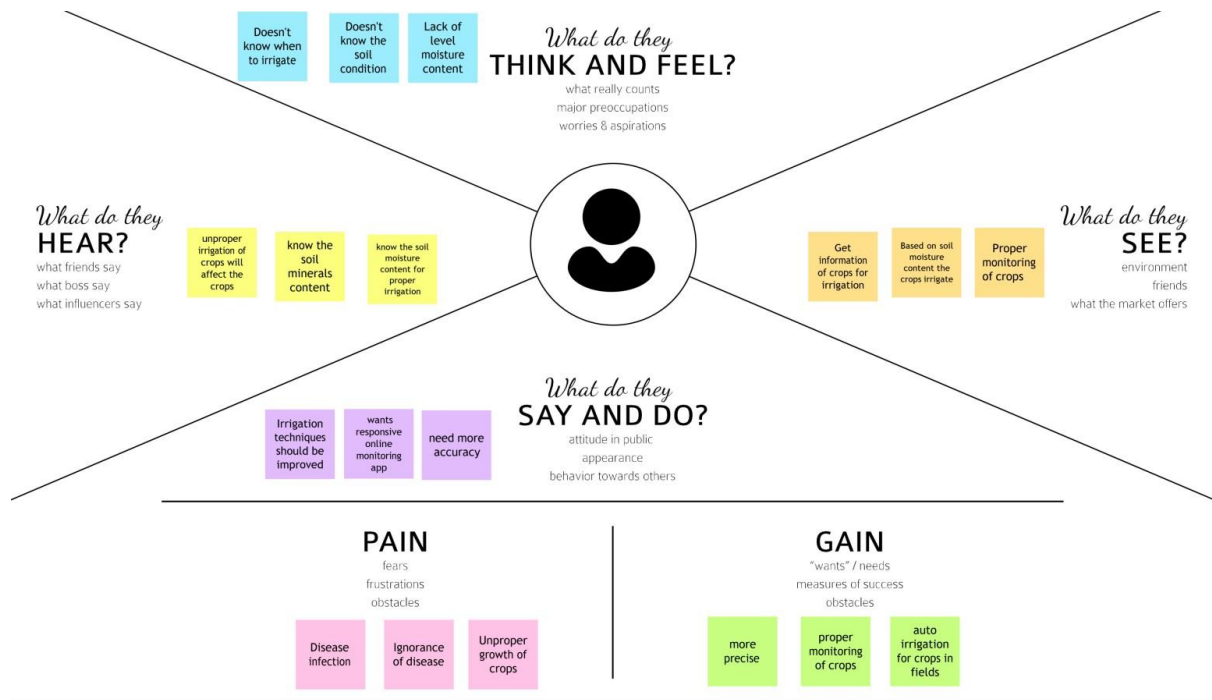 Doesn't
know when
to irrigate
Doesn't
know the
soil
condition
Lack of
level
moisture
content
What do they
THINK AND FEEL?
what really counts
major preoccupations
worries & aspirations
What do they
HEAR?
what friends say
what boss say
what influencers say
unproper
irrigation of
crops will
affect the
crops
know the
soil
minerals
content
know the soil
moisture
content for
proper
irrigation
Get
information
of crops for
irrigation
Based on soil
moisture
content the
crops irrigate
Proper
monitoring
of crops
What do they
SEE?
environment
friends
what the market offers
What do they
SAY AND DO?
attitude in public
appearance
behavior towards others
Irrigation
techniques
should be
improved
wants
responsive
online
monitoring
app
need more
accuracy
PAIN
fears
frustrations
obstacles
Disease
infection
Ignorance
of disease
Unproper
growth of
crops
GAIN
"wants" / needs
measures of success
obstacles
more
precise
proper
monitoring
of crops
auto
irrigation
for crops in
fields